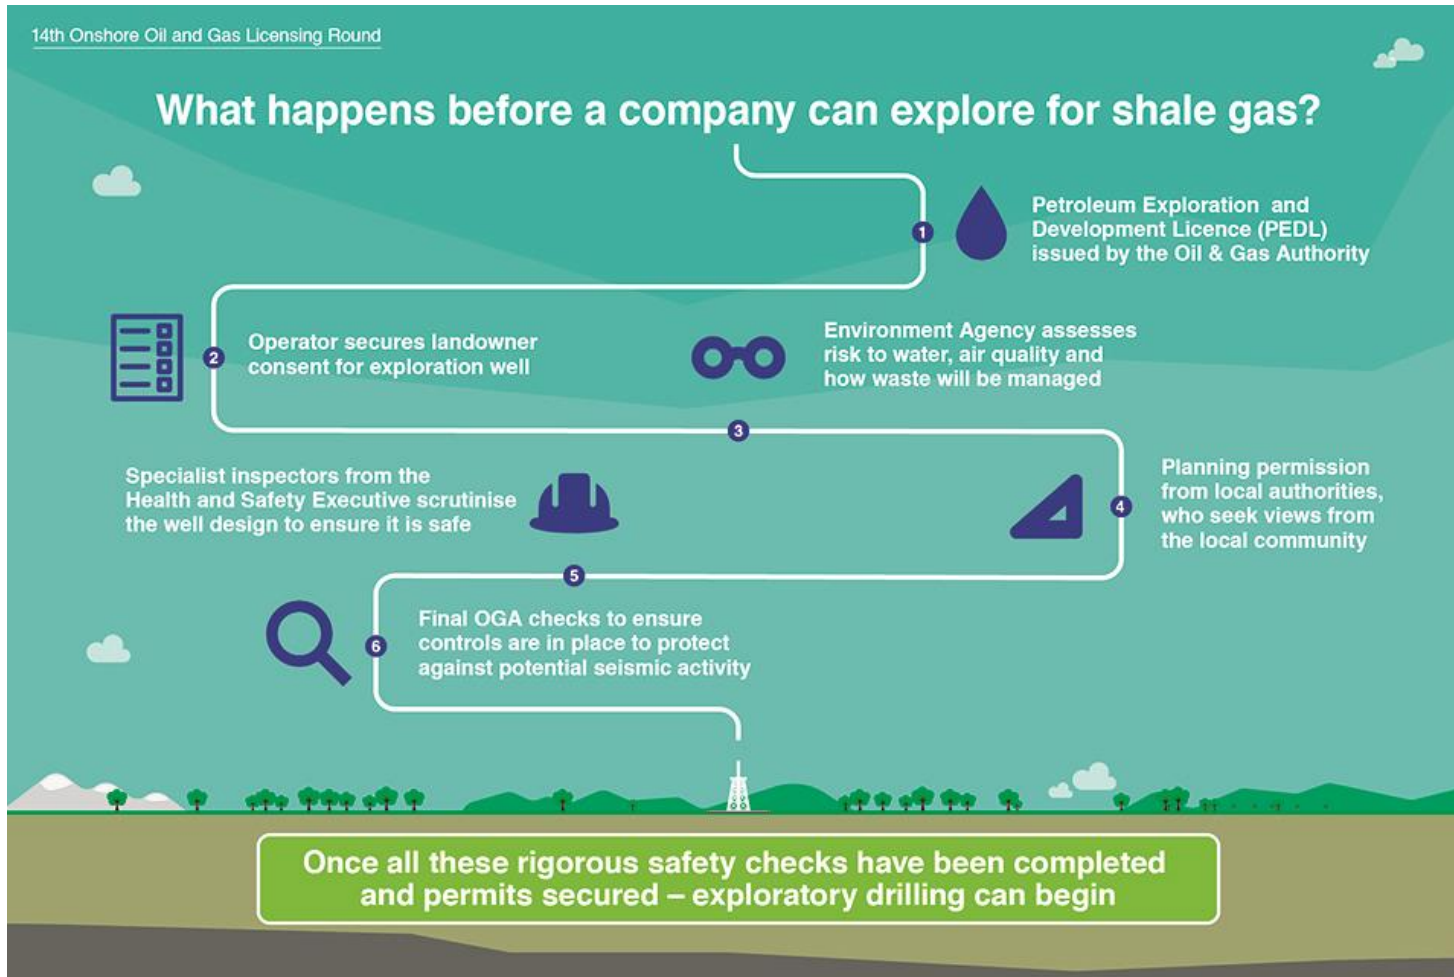 14th Onshore Oil and Gas Licensing Round
What happens before a company can explore for shale gas?
1
Petroleum Exploration and
Development Licence (PEDL)
issued by the Oil & Gas Authority
2
Operator secures landowner
consent for exploration well
Environment Agency assesses
risk to water, air quality and
how waste will be managed
3
Planning permission
from local authorities,
who seek views from
the local community
4
Specialist inspectors from the
Health and Safety Executive scrutinise
the well design to ensure it is safe
5
6
Final OGA checks to ensure
controls are in place to protect
against potential seismic activity
Once all these rigorous safety checks have been completed
and permits secured – exploratory drilling can begin